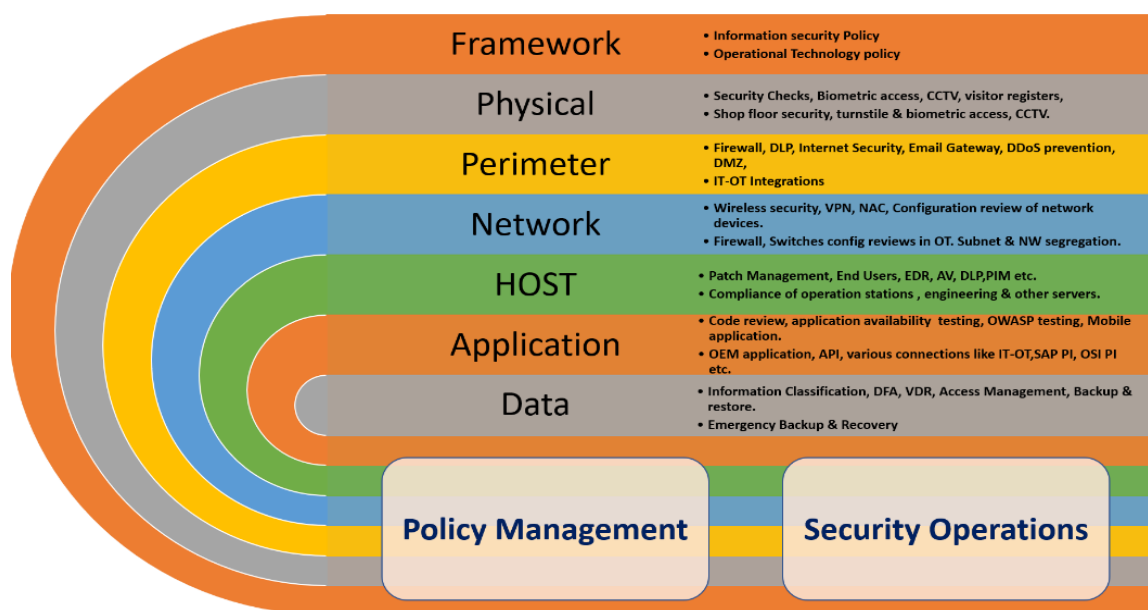 Framework
• Information security Policy
• Operational Technology policy
Physical
• Security Checks, Biometric access, CCTV, visitor registers,
• Shop floor security, turnstile & biometric access, CCTV.
Perimeter
• Firewall, DLP, Internet Security, Email Gateway, DDoS prevention,
DMZ,
• IT-OT Integrations
Network
• Wireless security, VPN, NAC, Configuration review of network
devices.
• Firewall, Switches config reviews in OT. Subnet & NW segregation.
HOST
• Patch Management, End Users, EDR, AV, DLP,PIM etc.
• Compliance of operation stations , engineering & other servers.
Application
• Code review, application availability  testing, OWASP testing, Mobile
application.
• OEM application, API, various connections like IT-OT,SAP PI, OSI PI
etc.
Data
• Information Classification, DFA, VDR, Access Management, Backup &
restore.
• Emergency Backup & Recovery
Policy Management
Security Operations